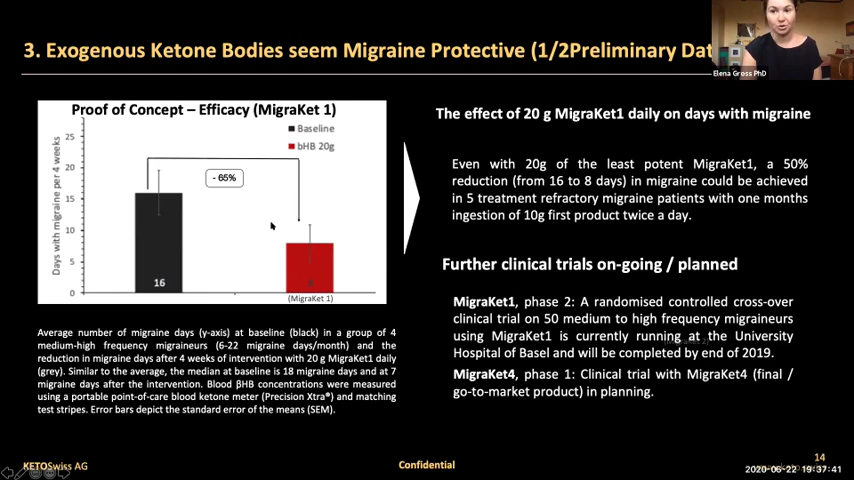 3. Exogenous Ketone Bodies seem Migraine Protective (1/2Preliminary Dat
Elena Gross PhD
Proof of Concept – Efficacy (MigraKet 1)
Baseline
bHB 20g
Days with migraine per 4 weeks
25
20
15
10
5
0
- 65%
16
8
(MigraKet 1)
Average number of migraine days (y-axis) at baseline (black) in a group of 4
medium-high frequency migraineurs (6-22 migraine days/month) and the
reduction in migraine days after 4 weeks of intervention with 20 g MigraKet1 daily
(grey). Similar to the average, the median at baseline is 18 migraine days and at 7
migraine days after the intervention. Blood βHB concentrations were measured
using a portable point-of-care blood ketone meter (Precision Xtra®) and matching
test stripes. Error bars depict the standard error of the means (SEM).
The effect of 20 g MigraKet1 daily on days with migraine
Even with 20g of the least potent MigraKet1, a 50%
reduction (from 16 to 8 days) in migraine could be achieved
in 5 treatment refractory migraine patients with one months
ingestion of 10g first product twice a day.
Further clinical trials on-going / planned
MigraKet1, phase 2: A randomised controlled cross-over
clinical trial on 50 medium to high frequency migraineurs
using MigraKet1 is currently running at the University
Hospital of Basel and will be completed by end of 2019.
MigraKet4, phase 1: Clinical trial with MigraKet4 (final /
go-to-market product) in planning.
KETOSwiss AG
Confidential
14
2020-06-22 19:37:41